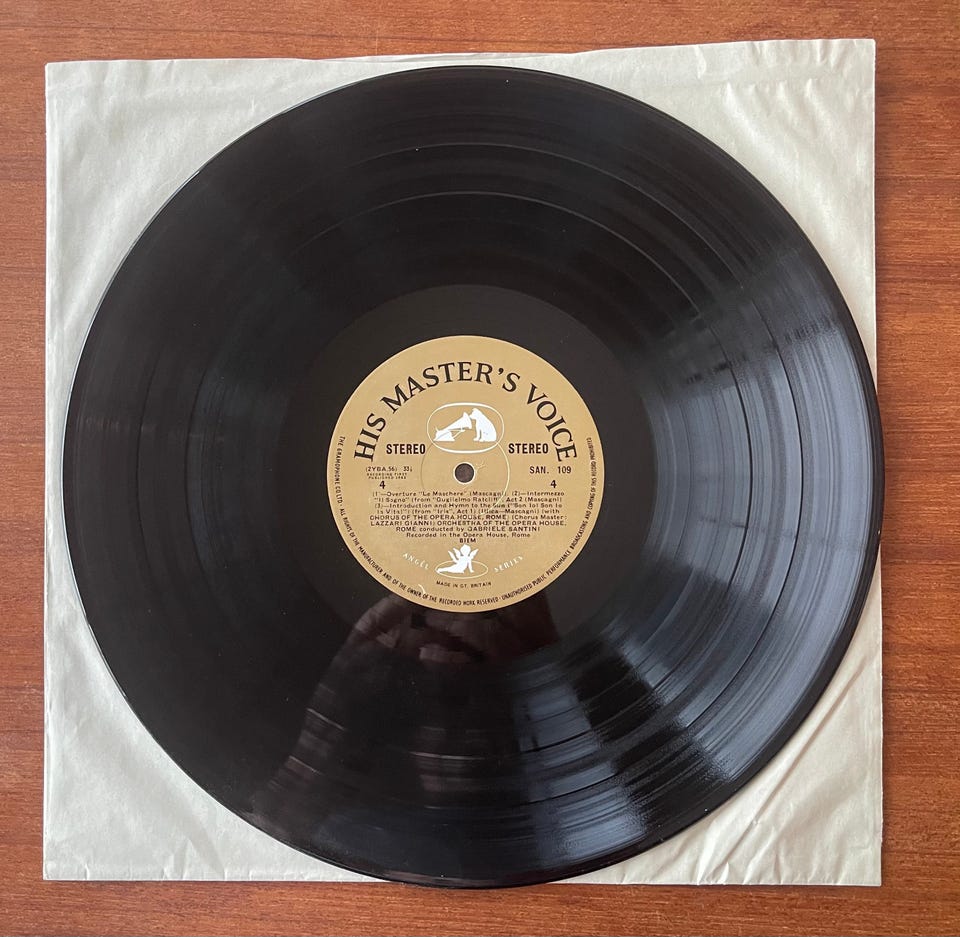 HIS MASTER'S VOICE
STEREO STEREO
(2YBA.56) 33⅓ SAN. 109
RECORDING FIRST
PUBLISHED 1963
4 4
(1)—Overture "Le Maschere" (Mascagni), (2)—Intermezzo
"Il Sogno" (from "Guglielmo Ratcliff", Act 2 (Mascagni)
(3)—Introduction and Hymn to the Sun ("Son Io! Son Io
la Vita!") (from "Iris", Act 1) (Illica—Mascagni) (with
CHORUS OF THE OPERA HOUSE, ROME) (Chorus Master:
LAZZARI GIANNI) ORCHESTRA OF THE OPERA HOUSE,
ROME conducted by GABRIELE SANTINI
Recorded in the Opera House, Rome
BIEM
ANGEL SERIES
MADE IN GT. BRITAIN
THE GRAMOPHONE CO. LTD. ALL RIGHTS OF THE MANUFACTURER AND OF THE OWNER OF THE RECORDED WORK RESERVED · UNAUTHORISED PUBLIC PERFORMANCE BROADCASTING AND COPYING OF THIS RECORD PROHIBITED